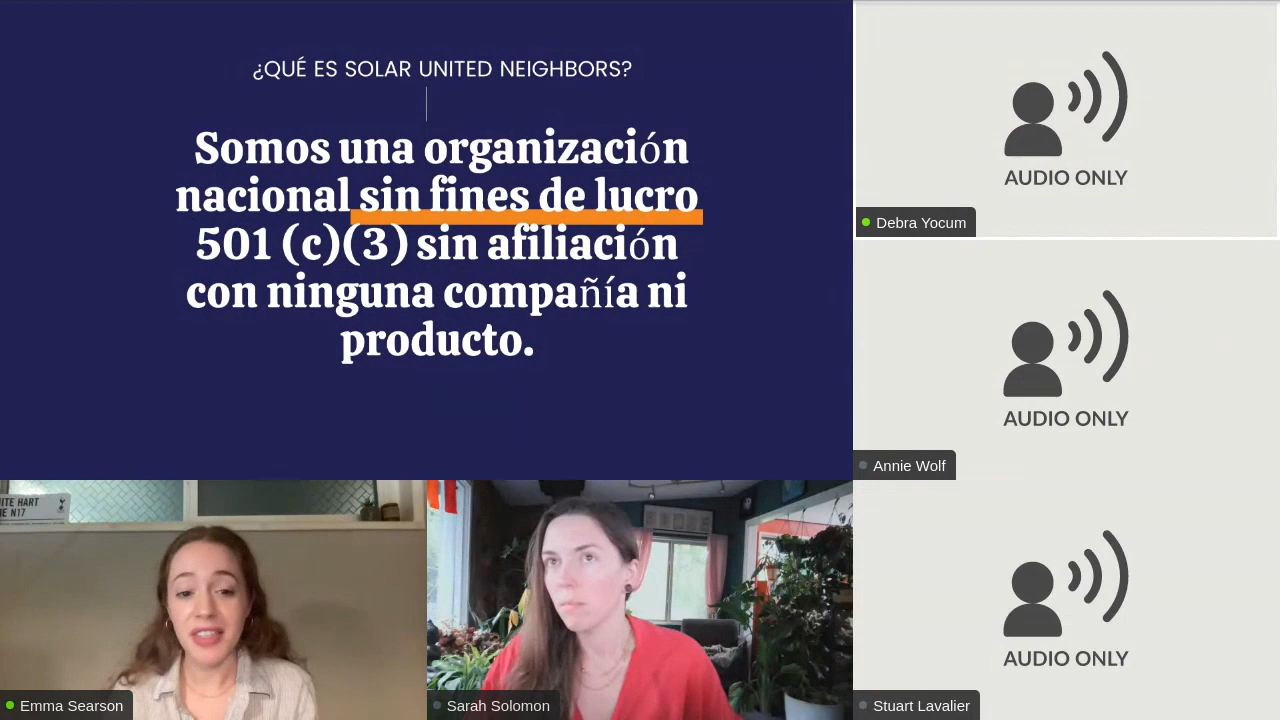 ¿QUÉ ES SOLAR UNITED NEIGHBORS?
Somos una organización
nacional sin fines de lucro
501 (c)(3) sin afiliación
con ninguna compañía ni
producto.
AUDIO ONLY
Debra Yocum
AUDIO ONLY
Annie Wolf
HART
N17
Emma Searson
Sarah Solomon
AUDIO ONLY
Stuart Lavalier